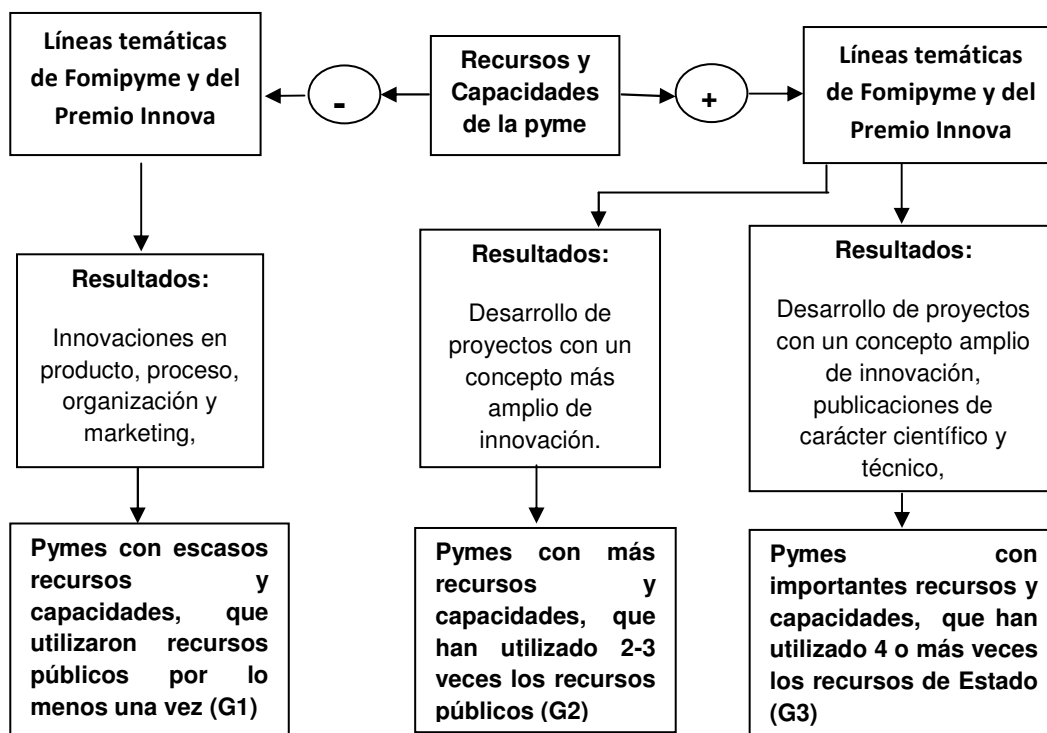 Líneas temáticas
de Fomipyme y del
Premio Innova
-
Recursos y
Capacidades
de la pyme
+
Líneas temáticas
de Fomipyme y del
Premio Innova
Resultados:
Innovaciones en
producto, proceso,
organización y
marketing,
Resultados:
Desarrollo de
proyectos con un
concepto más
amplio de
innovación.
Resultados:
Desarrollo de proyectos
con un concepto amplio
de innovación,
publicaciones de
carácter científico y
técnico,
Pymes con escasos
recursos y
capacidades, que
utilizaron recursos
públicos por lo
menos una vez (G1)
Pymes con más
recursos y
capacidades, que
han utilizado 2-3
veces los recursos
públicos (G2)
Pymes con
importantes recursos y
capacidades, que han
utilizado 4 o más veces
los recursos de Estado
(G3)